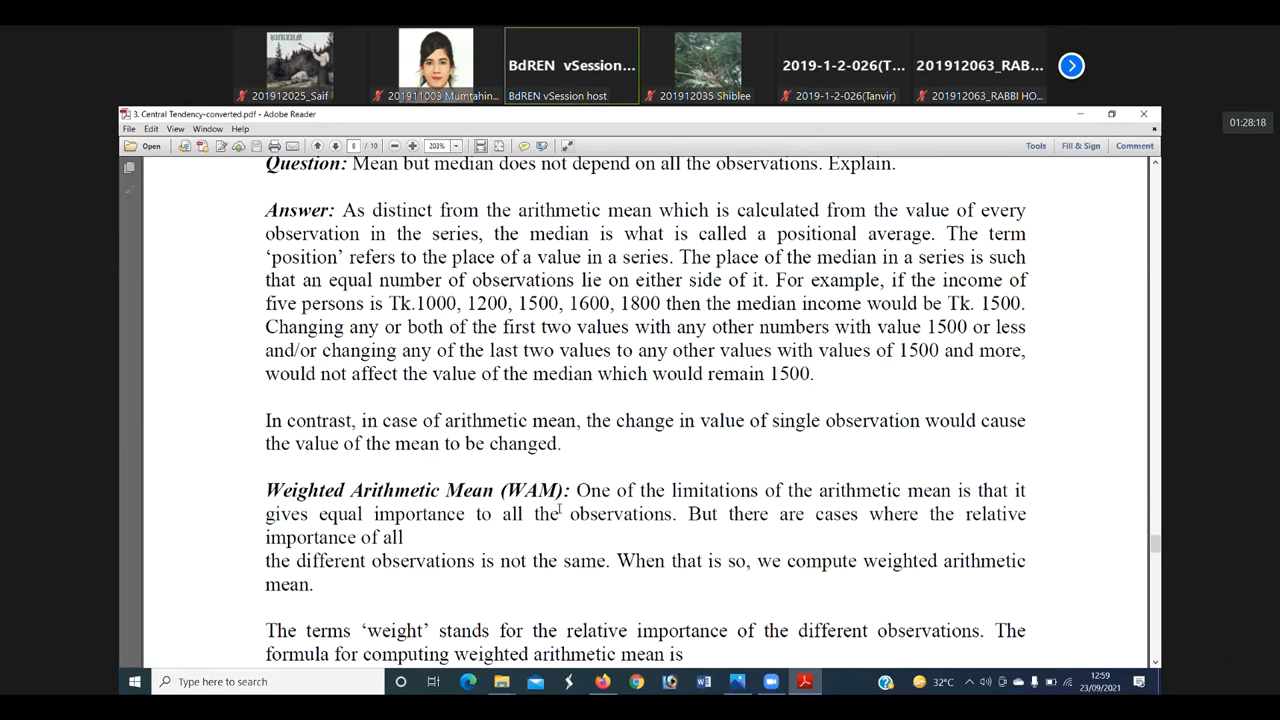 BdREN vSession...
2019-1-2-026(T...
201912063_RAB...
201912025_Saif
201911003 Mumtahin...
BdREN vSession host
201912035 Shiblee
2019-1-2-026(Tanvir)
201912063_RABBI HO...
01:28:18
3. Central Tendency-converted.pdf - Adobe Reader
File Edit View Window Help
Open 8 / 10 203% Tools Fill & Sign Comment
Question: Mean but median does not depend on all the observations. Explain.
Answer: As distinct from the arithmetic mean which is calculated from the value of every
observation in the series, the median is what is called a positional average. The term
‘position’ refers to the place of a value in a series. The place of the median in a series is such
that an equal number of observations lie on either side of it. For example, if the income of
five persons is Tk.1000, 1200, 1500, 1600, 1800 then the median income would be Tk. 1500.
Changing any or both of the first two values with any other numbers with value 1500 or less
and/or changing any of the last two values to any other values with values of 1500 and more,
would not affect the value of the median which would remain 1500.
In contrast, in case of arithmetic mean, the change in value of single observation would cause
the value of the mean to be changed.
Weighted Arithmetic Mean (WAM): One of the limitations of the arithmetic mean is that it
gives equal importance to all the observations. But there are cases where the relative
importance of all
the different observations is not the same. When that is so, we compute weighted arithmetic
mean.
The terms ‘weight’ stands for the relative importance of the different observations. The
formula for computing weighted arithmetic mean is
Type here to search
32°C
12:59
23/09/2021